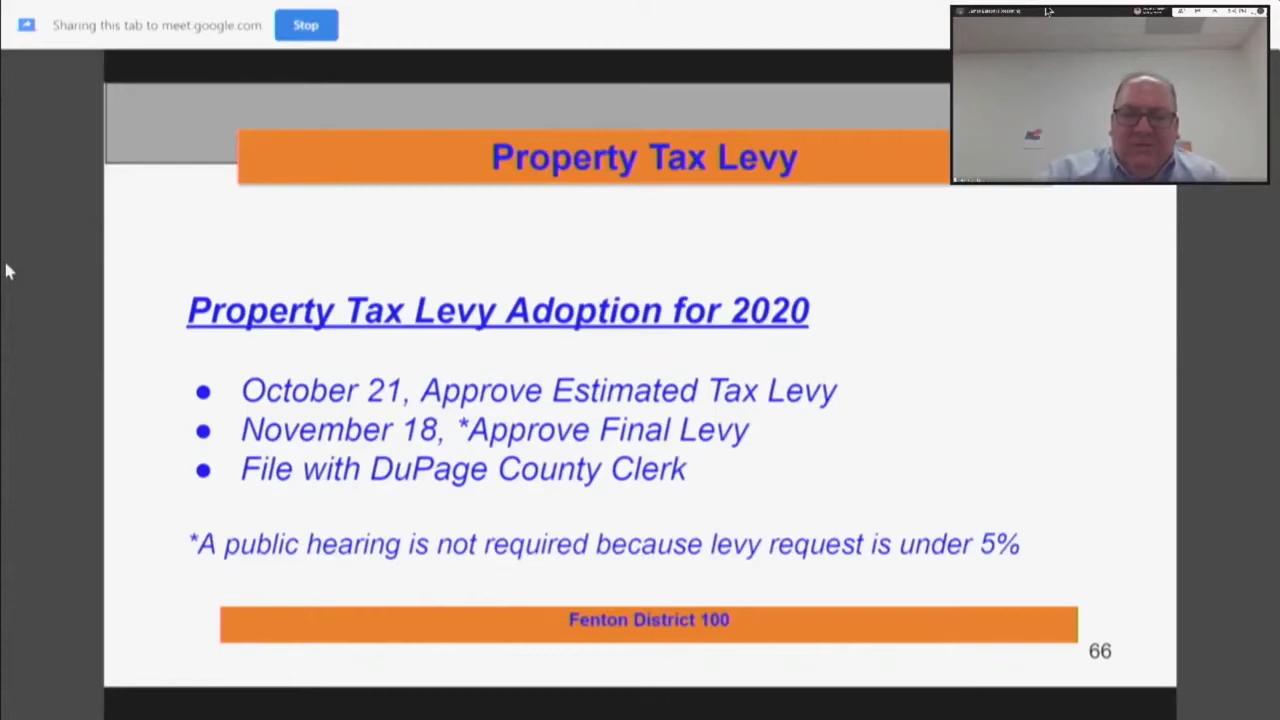 Sharing this tab to meet.google.com
Stop
Property Tax Levy
Property Tax Levy Adoption for 2020
● October 21, Approve Estimated Tax Levy
● November 18, *Approve Final Levy
● File with DuPage County Clerk
*A public hearing is not required because levy request is under 5%
Fenton District 100
66